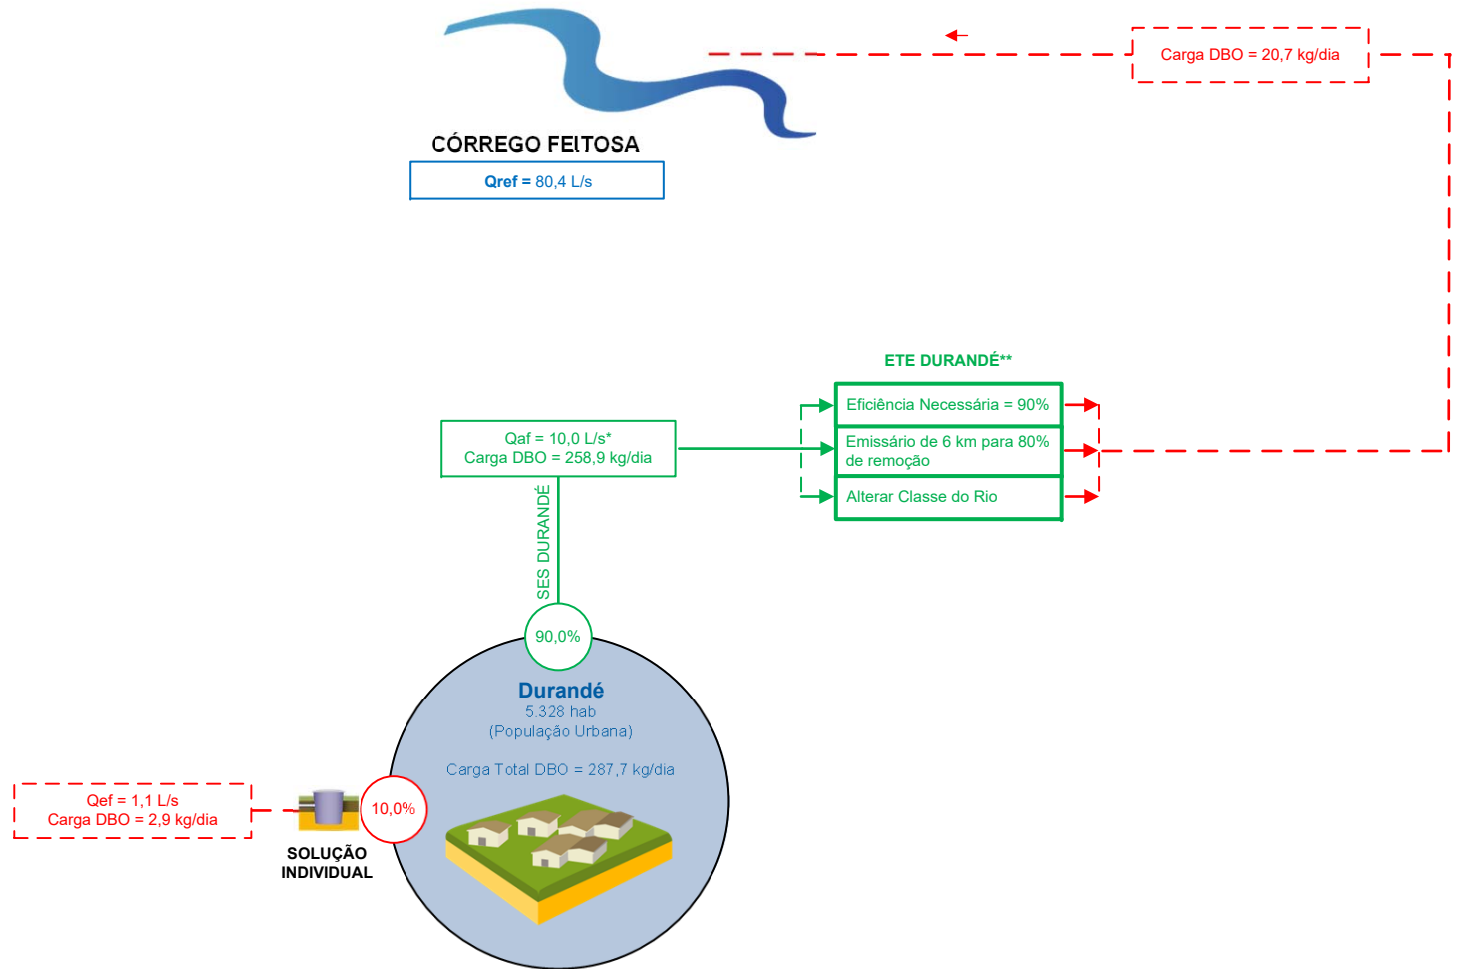 Carga DBO = 20,7 kg/dia
CÓRREGO FEITOSA
Qref = 80,4 L/s
ETE DURANDÉ**
Eficiência Necessária = 90%
Emissário de 6 km para 80%
de remoção
Alterar Classe do Rio
Qaf = 10,0 L/s*
Carga DBO = 258,9 kg/dia
SES DURANDÉ
90,0%
Durandé
5.328 hab
(População Urbana)
Carga Total DBO = 287,7 kg/dia
10,0%
Qef = 1,1 L/s
Carga DBO = 2,9 kg/dia
SOLUÇÃO
INDIVIDUAL